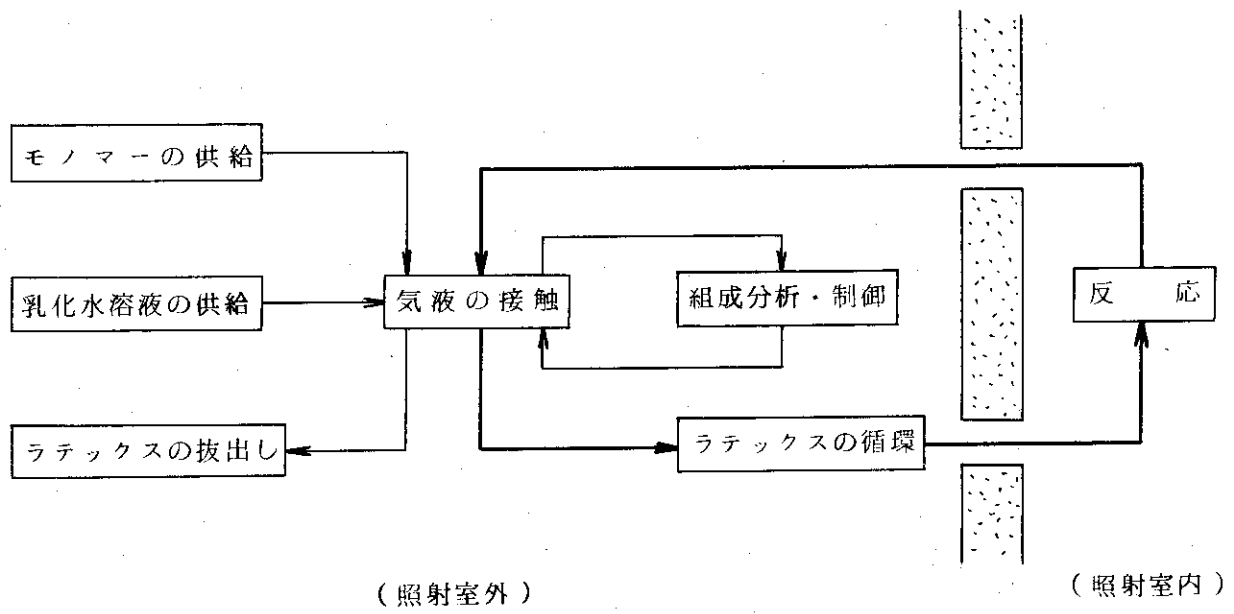 モノマーの供給
乳化水溶液の供給
気液の接触
組成分析・制御
反 応
ラテックスの抜出し
ラテックスの循環
(照射室外)
(照射室内)